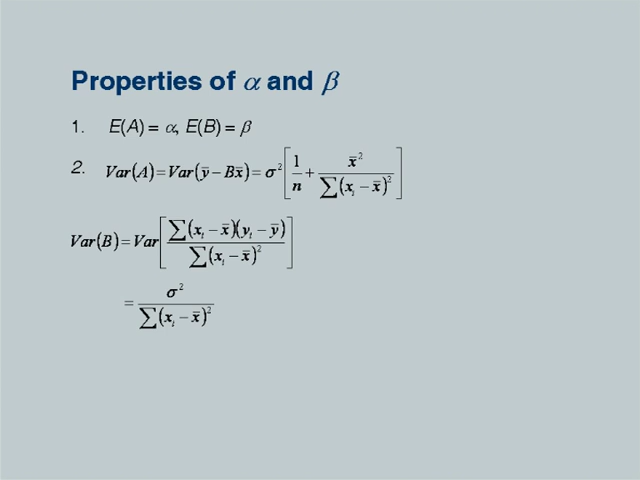 Properties of α and β
1. E(A) = α, E(B) = β
2. Var(A) = Var(y̅ − Bx̅) = σ² [1/n + x̅²/∑(xᵢ − x̅)²]
Var(B) = Var[∑(xᵢ − x̅)(yᵢ − y̅)/∑(xᵢ − x̅)²]
= σ²/∑(xᵢ − x̅)²